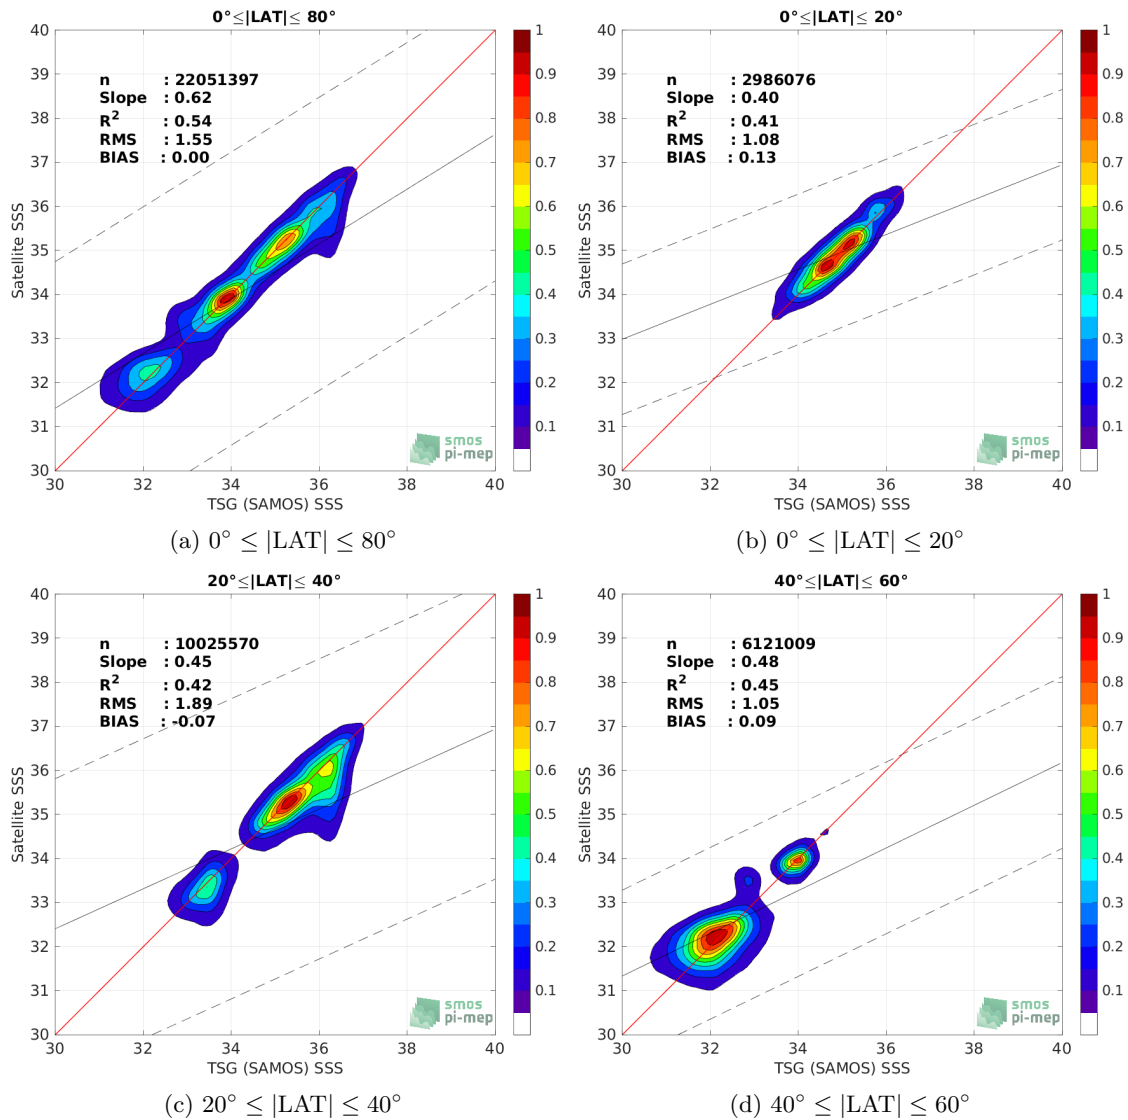 0°≤|LAT|≤ 80°
40
39
38
37
36
35
34
33
32
31
30
Satellite SSS
n : 22051397
Slope : 0.62
R² : 0.54
RMS : 1.55
BIAS : 0.00
smos
pi-mep
30 32 34 36 38 40
TSG (SAMOS) SSS
1
0.9
0.8
0.7
0.6
0.5
0.4
0.3
0.2
0.1
(a) 0° ≤ |LAT| ≤ 80°
0°≤|LAT|≤ 20°
40
39
38
37
36
35
34
33
32
31
30
Satellite SSS
n : 2986076
Slope : 0.40
R² : 0.41
RMS : 1.08
BIAS : 0.13
smos
pi-mep
30 32 34 36 38 40
TSG (SAMOS) SSS
1
0.9
0.8
0.7
0.6
0.5
0.4
0.3
0.2
0.1
(b) 0° ≤ |LAT| ≤ 20°
20°≤|LAT|≤ 40°
40
39
38
37
36
35
34
33
32
31
30
Satellite SSS
n : 10025570
Slope : 0.45
R² : 0.42
RMS : 1.89
BIAS : -0.07
smos
pi-mep
30 32 34 36 38 40
TSG (SAMOS) SSS
1
0.9
0.8
0.7
0.6
0.5
0.4
0.3
0.2
0.1
(c) 20° ≤ |LAT| ≤ 40°
40°≤|LAT|≤ 60°
40
39
38
37
36
35
34
33
32
31
30
Satellite SSS
n : 6121009
Slope : 0.48
R² : 0.45
RMS : 1.05
BIAS : 0.09
smos
pi-mep
30 32 34 36 38 40
TSG (SAMOS) SSS
1
0.9
0.8
0.7
0.6
0.5
0.4
0.3
0.2
0.1
(d) 40° ≤ |LAT| ≤ 60°